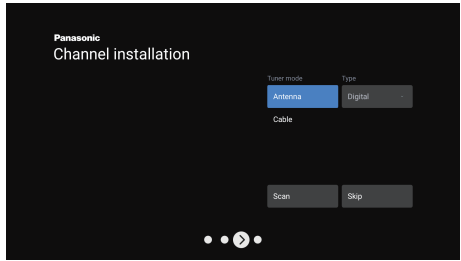 Panasonic
Channel installation
Tuner mode
Type
Antenna
Digital
Cable
Scan
Skip